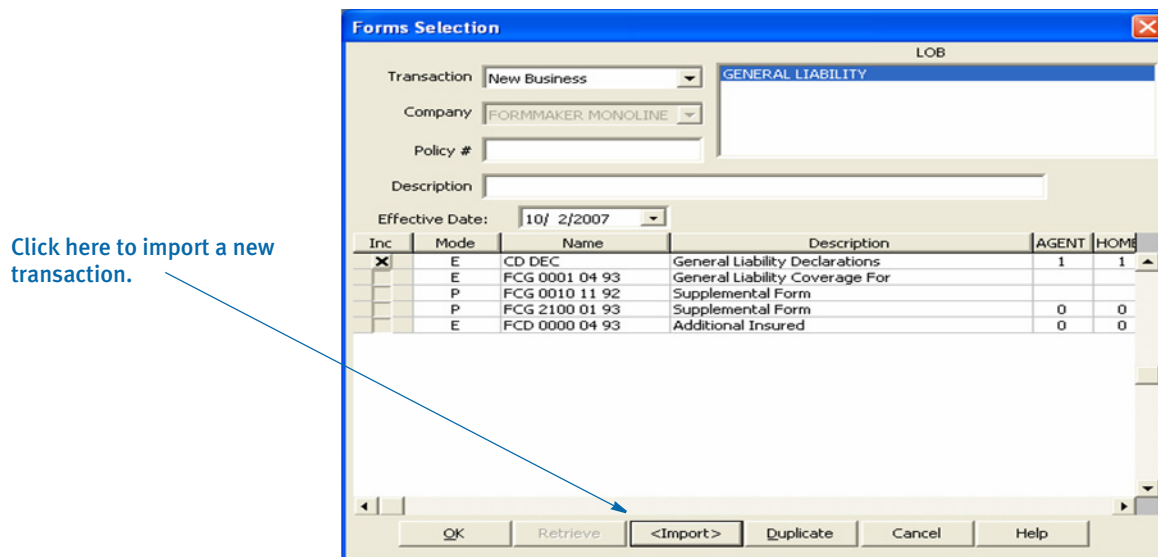 Forms Selection
LOB
Transaction New Business
GENERAL LIABILITY
Company FORMMAKER MONOLINE
Policy #
Description
Effective Date: 10/ 2/2007
Click here to import a new
transaction.
Inc Mode Name Description AGENT HOME
E CD DEC General Liability Declarations 1 1
E FCG 0001 04 93 General Liability Coverage For
P FCG 0010 11 92 Supplemental Form
P FCG 2100 01 93 Supplemental Form 0 0
E FCD 0000 04 93 Additional Insured 0 0
OK Retrieve <Import> Duplicate Cancel Help